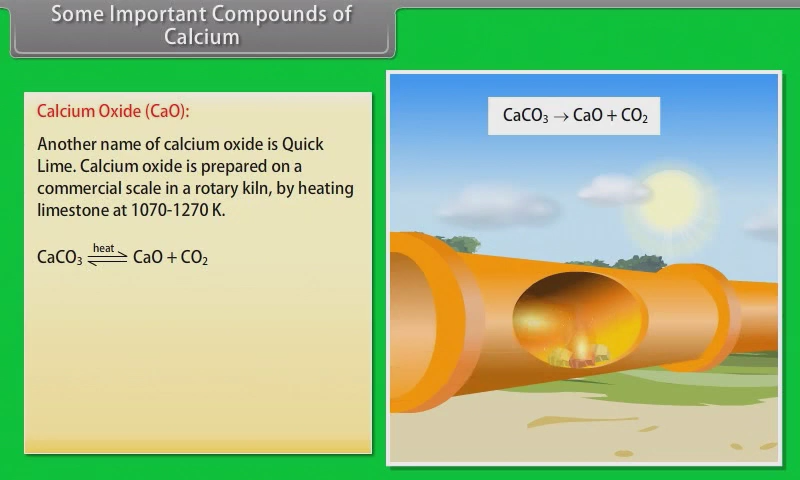 Some Important Compounds of
Calcium
Calcium Oxide (CaO):
Another name of calcium oxide is Quick
Lime. Calcium oxide is prepared on a
commercial scale in a rotary kiln, by heating
limestone at 1070-1270 K.
CaCO₃ heat ⇌ CaO + CO₂
CaCO₃ → CaO + CO₂